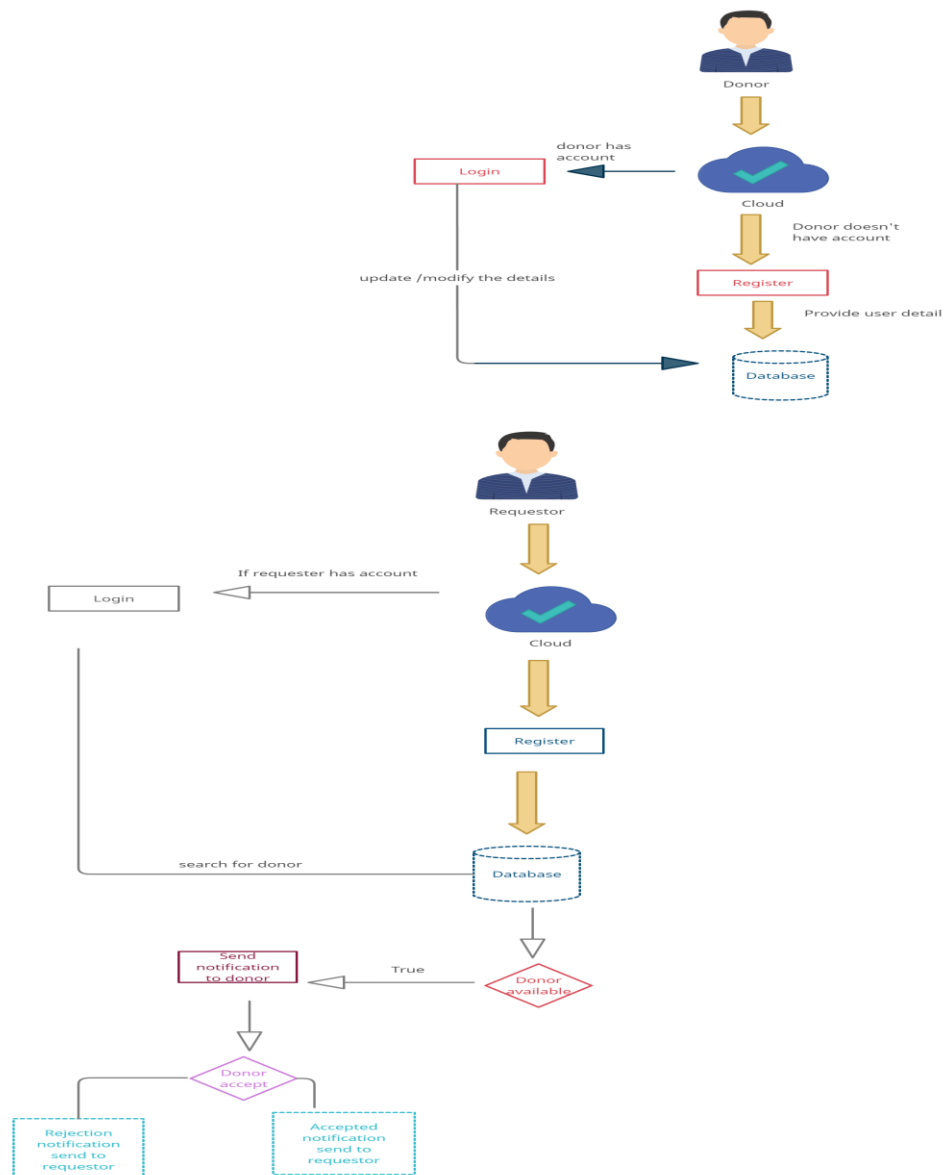 Donor
donor has
account
Login
Cloud
Donor doesn't
have account
update /modify the details
Register
Provide user detail
Database
Requestor
If requester has account
Login
Cloud
Register
search for donor
Database
Send
notification
to donor
True
Donor
available
Donor
accept
Rejection
notification
send to
requestor
Accepted
notification
send to
requestor